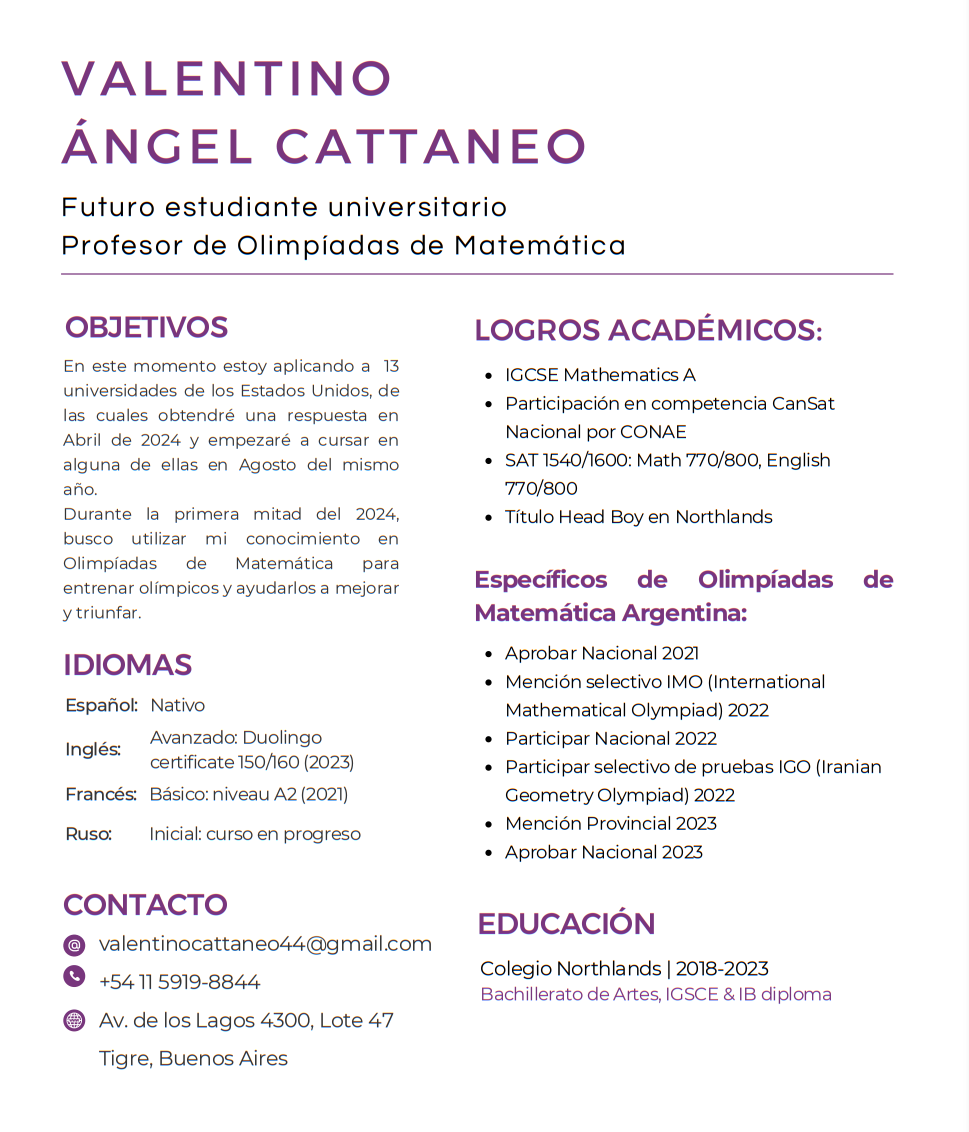 VALENTINO
ÁNGEL CATTANEO
Futuro estudiante universitario
Profesor de Olimpíadas de Matemática
OBJETIVOS
En este momento estoy aplicando a 13
universidades de los Estados Unidos, de
las cuales obtendré una respuesta en
Abril de 2024 y empezaré a cursar en
alguna de ellas en Agosto del mismo
año.
Durante la primera mitad del 2024,
busco utilizar mi conocimiento en
Olimpíadas de Matemática para
entrenar olímpicos y ayudarlos a mejorar
y triunfar.
IDIOMAS
Español: Nativo
Inglés: Avanzado: Duolingo
certificate 150/160 (2023)
Francés: Básico: niveau A2 (2021)
Ruso: Inicial: curso en progreso
CONTACTO
valentinocattaneo44@gmail.com
+54 11 5919-8844
Av. de los Lagos 4300, Lote 47
Tigre, Buenos Aires
LOGROS ACADÉMICOS:
• IGCSE Mathematics A
• Participación en competencia CanSat
Nacional por CONAE
• SAT 1540/1600: Math 770/800, English
770/800
• Título Head Boy en Northlands
Específicos de Olimpíadas de
Matemática Argentina:
• Aprobar Nacional 2021
• Mención selectivo IMO (International
Mathematical Olympiad) 2022
• Participar Nacional 2022
• Participar selectivo de pruebas IGO (Iranian
Geometry Olympiad) 2022
• Mención Provincial 2023
• Aprobar Nacional 2023
EDUCACIÓN
Colegio Northlands | 2018-2023
Bachillerato de Artes, IGSCE & IB diploma